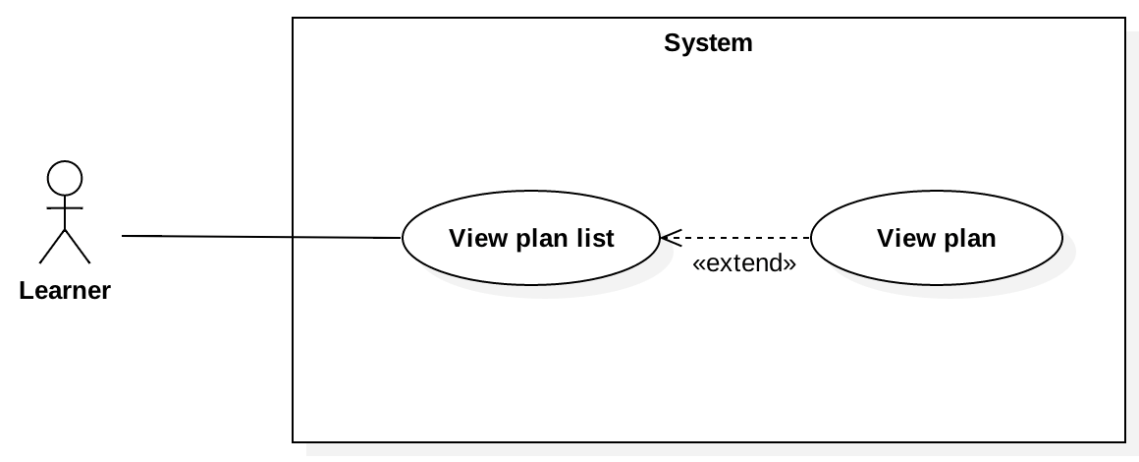 System
View plan list
«extend»
View plan
Learner